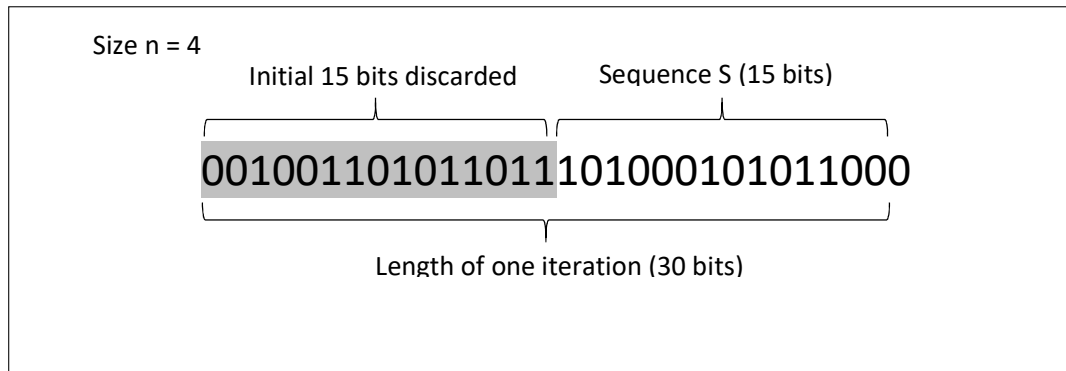 Size n = 4
Initial 15 bits discarded Sequence S (15 bits)
001001101011011101000101011000
Length of one iteration (30 bits)